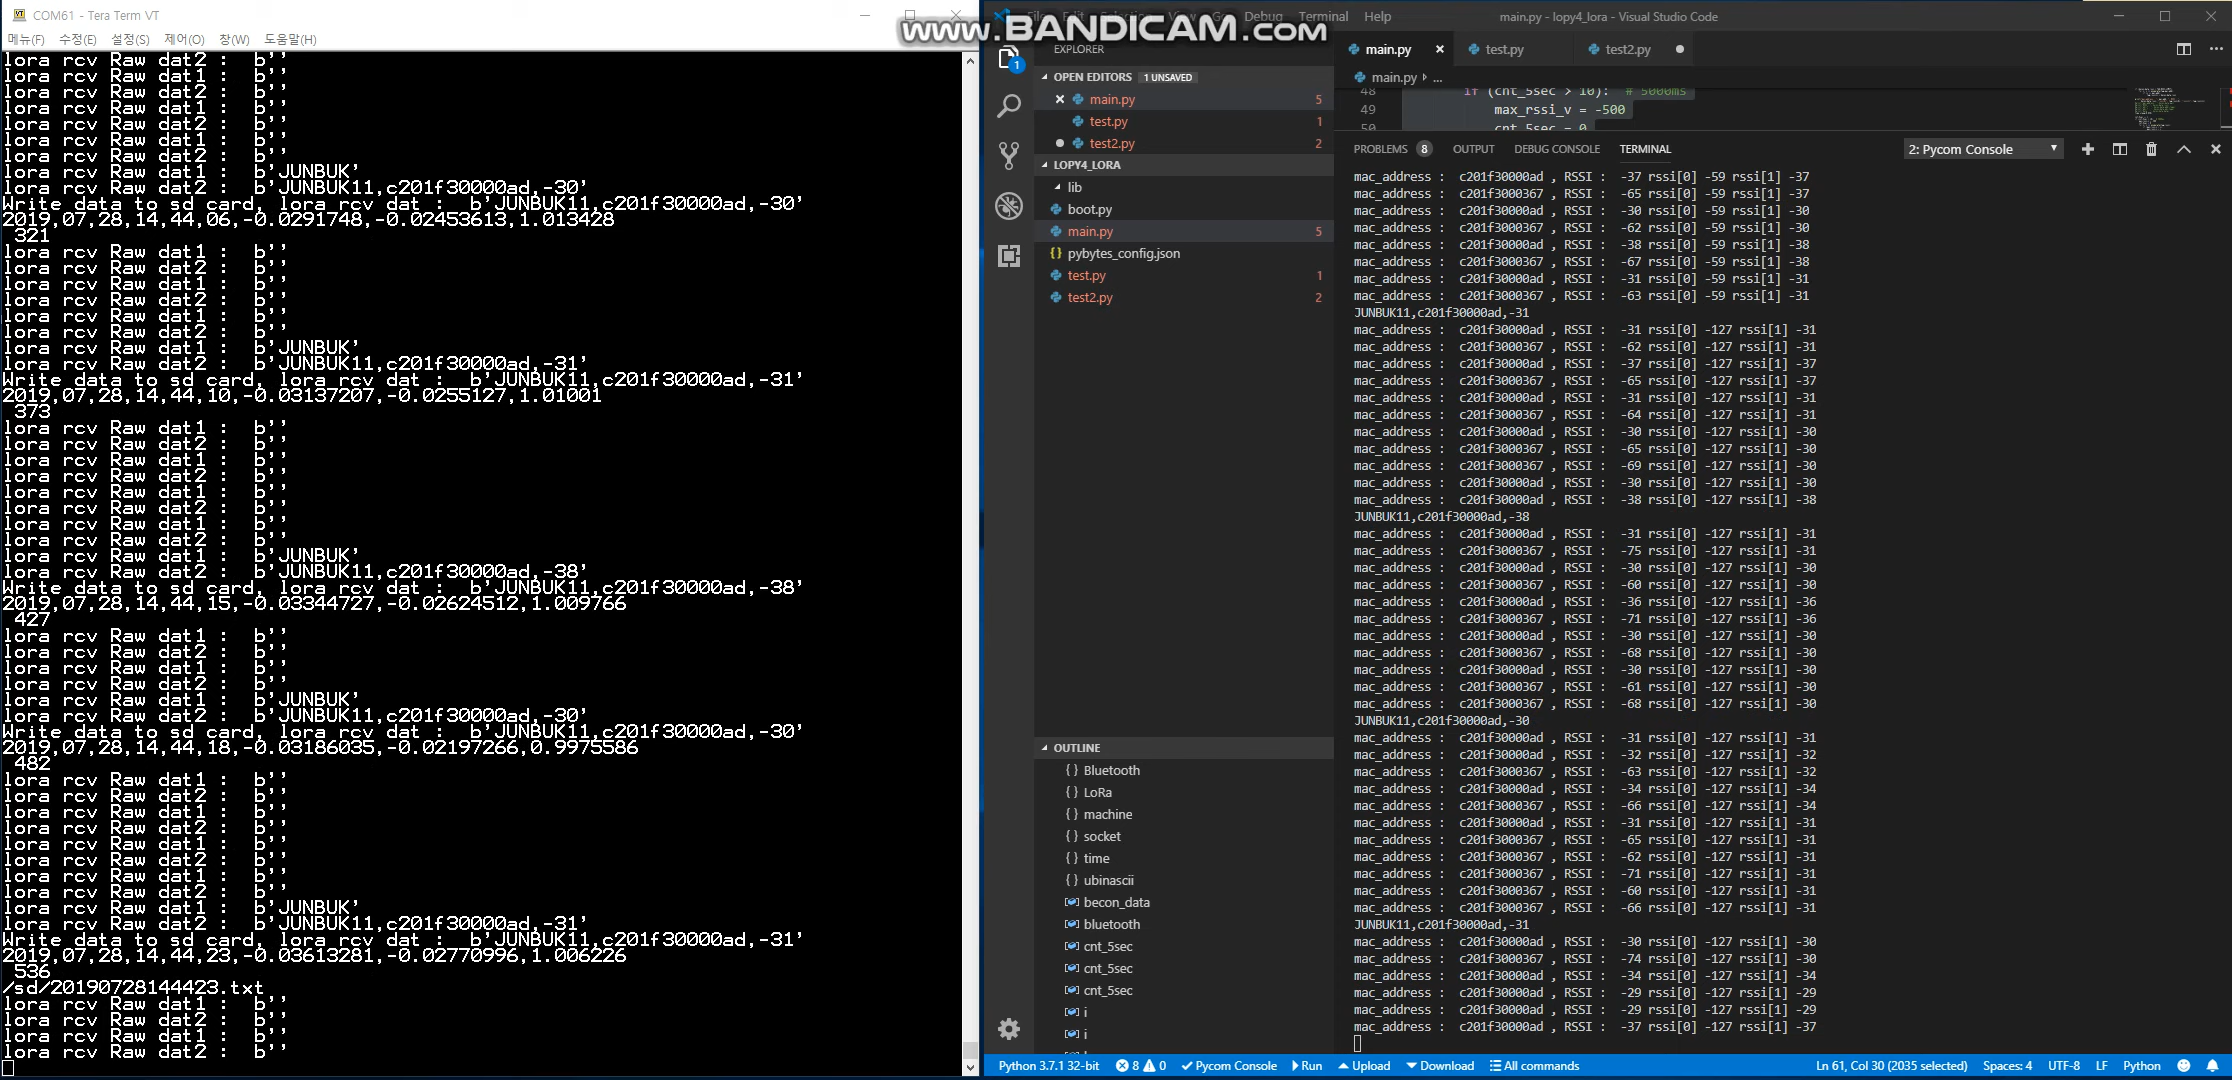 COM61 - Tera Term VT
메뉴(F) 수정(E) 설정(S) 제어(O) 창(W) 도움말(H)
lora rcv Raw dat2 : b''
lora rcv Raw dat1 : b''
lora rcv Raw dat2 : b''
lora rcv Raw dat1 : b''
lora rcv Raw dat2 : b''
lora rcv Raw dat1 : b''
lora rcv Raw dat2 : b''
lora rcv Raw dat1 : b'JUNBUK'
lora rcv Raw dat2 : b'JUNBUK11,c201f30000ad,-30'
Write data to sd card, lora rcv dat : b'JUNBUK11,c201f30000ad,-30'
2019,07,28,14,44,06,-0.0291748,-0.02453613,1.013428
321
lora rcv Raw dat1 : b''
lora rcv Raw dat2 : b''
lora rcv Raw dat1 : b''
lora rcv Raw dat2 : b''
lora rcv Raw dat1 : b''
lora rcv Raw dat2 : b''
lora rcv Raw dat1 : b'JUNBUK'
lora rcv Raw dat2 : b'JUNBUK11,c201f30000ad,-31'
Write data to sd card, lora rcv dat : b'JUNBUK11,c201f30000ad,-31'
2019,07,28,14,44,10,-0.03137207,-0.0255127,1.01001
373
lora rcv Raw dat1 : b''
lora rcv Raw dat2 : b''
lora rcv Raw dat1 : b''
lora rcv Raw dat2 : b''
lora rcv Raw dat1 : b''
lora rcv Raw dat2 : b''
lora rcv Raw dat1 : b''
lora rcv Raw dat2 : b''
lora rcv Raw dat1 : b'JUNBUK'
lora rcv Raw dat2 : b'JUNBUK11,c201f30000ad,-38'
Write data to sd card, lora rcv dat : b'JUNBUK11,c201f30000ad,-38'
2019,07,28,14,44,15,-0.03344727,-0.02624512,1.009766
427
lora rcv Raw dat1 : b''
lora rcv Raw dat2 : b''
lora rcv Raw dat1 : b''
lora rcv Raw dat2 : b''
lora rcv Raw dat1 : b'JUNBUK'
lora rcv Raw dat2 : b'JUNBUK11,c201f30000ad,-30'
Write data to sd card, lora rcv dat : b'JUNBUK11,c201f30000ad,-30'
2019,07,28,14,44,18,-0.03186035,-0.02197266,0.9975586
482
lora rcv Raw dat1 : b''
lora rcv Raw dat2 : b''
lora rcv Raw dat1 : b''
lora rcv Raw dat2 : b''
lora rcv Raw dat1 : b''
lora rcv Raw dat2 : b''
lora rcv Raw dat1 : b''
lora rcv Raw dat2 : b''
lora rcv Raw dat1 : b'JUNBUK'
lora rcv Raw dat2 : b'JUNBUK11,c201f30000ad,-31'
Write data to sd card, lora rcv dat : b'JUNBUK11,c201f30000ad,-31'
2019,07,28,14,44,23,-0.03613281,-0.02770996,1.006226
536
/sd/20190728144423.txt
lora rcv Raw dat1 : b''
lora rcv Raw dat2 : b''
lora rcv Raw dat1 : b''
lora rcv Raw dat2 : b''
www.BANDICAM.com
Debug Terminal Help
main.py - lopy4_lora - Visual Studio Code
EXPLORER
1
OPEN EDITORS 1 UNSAVED
main.py 5
test.py 1
test2.py 2
LOPY4_LORA
lib
boot.py
main.py 5
pybytes_config.json
test.py 1
test2.py 2
OUTLINE
Bluetooth
LoRa
machine
socket
time
ubinascii
becon_data
bluetooth
cnt_5sec
cnt_5sec
cnt_5sec
i
i
main.py test.py test2.py
main.py ...
48 if (cnt_5sec > 10): # 5000ms
49 max_rssi_v = -500
50 cnt_5sec = 0
PROBLEMS 8 OUTPUT DEBUG CONSOLE TERMINAL 2: Pycom Console
mac_address : c201f30000ad , RSSI : -37 rssi[0] -59 rssi[1] -37
mac_address : c201f3000367 , RSSI : -65 rssi[0] -59 rssi[1] -37
mac_address : c201f30000ad , RSSI : -30 rssi[0] -59 rssi[1] -30
mac_address : c201f3000367 , RSSI : -62 rssi[0] -59 rssi[1] -30
mac_address : c201f30000ad , RSSI : -38 rssi[0] -59 rssi[1] -38
mac_address : c201f3000367 , RSSI : -67 rssi[0] -59 rssi[1] -38
mac_address : c201f30000ad , RSSI : -31 rssi[0] -59 rssi[1] -31
mac_address : c201f3000367 , RSSI : -63 rssi[0] -59 rssi[1] -31
JUNBUK11,c201f30000ad,-31
mac_address : c201f30000ad , RSSI : -31 rssi[0] -127 rssi[1] -31
mac_address : c201f3000367 , RSSI : -62 rssi[0] -127 rssi[1] -31
mac_address : c201f30000ad , RSSI : -37 rssi[0] -127 rssi[1] -37
mac_address : c201f3000367 , RSSI : -65 rssi[0] -127 rssi[1] -37
mac_address : c201f30000ad , RSSI : -31 rssi[0] -127 rssi[1] -31
mac_address : c201f3000367 , RSSI : -64 rssi[0] -127 rssi[1] -31
mac_address : c201f30000ad , RSSI : -30 rssi[0] -127 rssi[1] -30
mac_address : c201f3000367 , RSSI : -65 rssi[0] -127 rssi[1] -30
mac_address : c201f3000367 , RSSI : -69 rssi[0] -127 rssi[1] -30
mac_address : c201f30000ad , RSSI : -30 rssi[0] -127 rssi[1] -30
mac_address : c201f30000ad , RSSI : -38 rssi[0] -127 rssi[1] -38
JUNBUK11,c201f30000ad,-38
mac_address : c201f30000ad , RSSI : -31 rssi[0] -127 rssi[1] -31
mac_address : c201f3000367 , RSSI : -75 rssi[0] -127 rssi[1] -31
mac_address : c201f30000ad , RSSI : -30 rssi[0] -127 rssi[1] -30
mac_address : c201f3000367 , RSSI : -60 rssi[0] -127 rssi[1] -30
mac_address : c201f30000ad , RSSI : -36 rssi[0] -127 rssi[1] -36
mac_address : c201f3000367 , RSSI : -71 rssi[0] -127 rssi[1] -36
mac_address : c201f30000ad , RSSI : -30 rssi[0] -127 rssi[1] -30
mac_address : c201f3000367 , RSSI : -68 rssi[0] -127 rssi[1] -30
mac_address : c201f30000ad , RSSI : -30 rssi[0] -127 rssi[1] -30
mac_address : c201f3000367 , RSSI : -61 rssi[0] -127 rssi[1] -30
mac_address : c201f3000367 , RSSI : -68 rssi[0] -127 rssi[1] -30
JUNBUK11,c201f30000ad,-30
mac_address : c201f30000ad , RSSI : -31 rssi[0] -127 rssi[1] -31
mac_address : c201f30000ad , RSSI : -32 rssi[0] -127 rssi[1] -32
mac_address : c201f3000367 , RSSI : -63 rssi[0] -127 rssi[1] -32
mac_address : c201f30000ad , RSSI : -34 rssi[0] -127 rssi[1] -34
mac_address : c201f3000367 , RSSI : -66 rssi[0] -127 rssi[1] -34
mac_address : c201f30000ad , RSSI : -31 rssi[0] -127 rssi[1] -31
mac_address : c201f3000367 , RSSI : -65 rssi[0] -127 rssi[1] -31
mac_address : c201f3000367 , RSSI : -62 rssi[0] -127 rssi[1] -31
mac_address : c201f3000367 , RSSI : -71 rssi[0] -127 rssi[1] -31
mac_address : c201f3000367 , RSSI : -60 rssi[0] -127 rssi[1] -31
mac_address : c201f3000367 , RSSI : -66 rssi[0] -127 rssi[1] -31
JUNBUK11,c201f30000ad,-31
mac_address : c201f30000ad , RSSI : -30 rssi[0] -127 rssi[1] -30
mac_address : c201f3000367 , RSSI : -74 rssi[0] -127 rssi[1] -30
mac_address : c201f30000ad , RSSI : -34 rssi[0] -127 rssi[1] -34
mac_address : c201f30000ad , RSSI : -29 rssi[0] -127 rssi[1] -29
mac_address : c201f30000ad , RSSI : -29 rssi[0] -127 rssi[1] -29
mac_address : c201f30000ad , RSSI : -37 rssi[0] -127 rssi[1] -37
Python 3.7.1 32-bit 8 0 Pycom Console Run Upload Download All commands Ln 61, Col 30 (2035 selected) Spaces: 4 UTF-8 LF Python